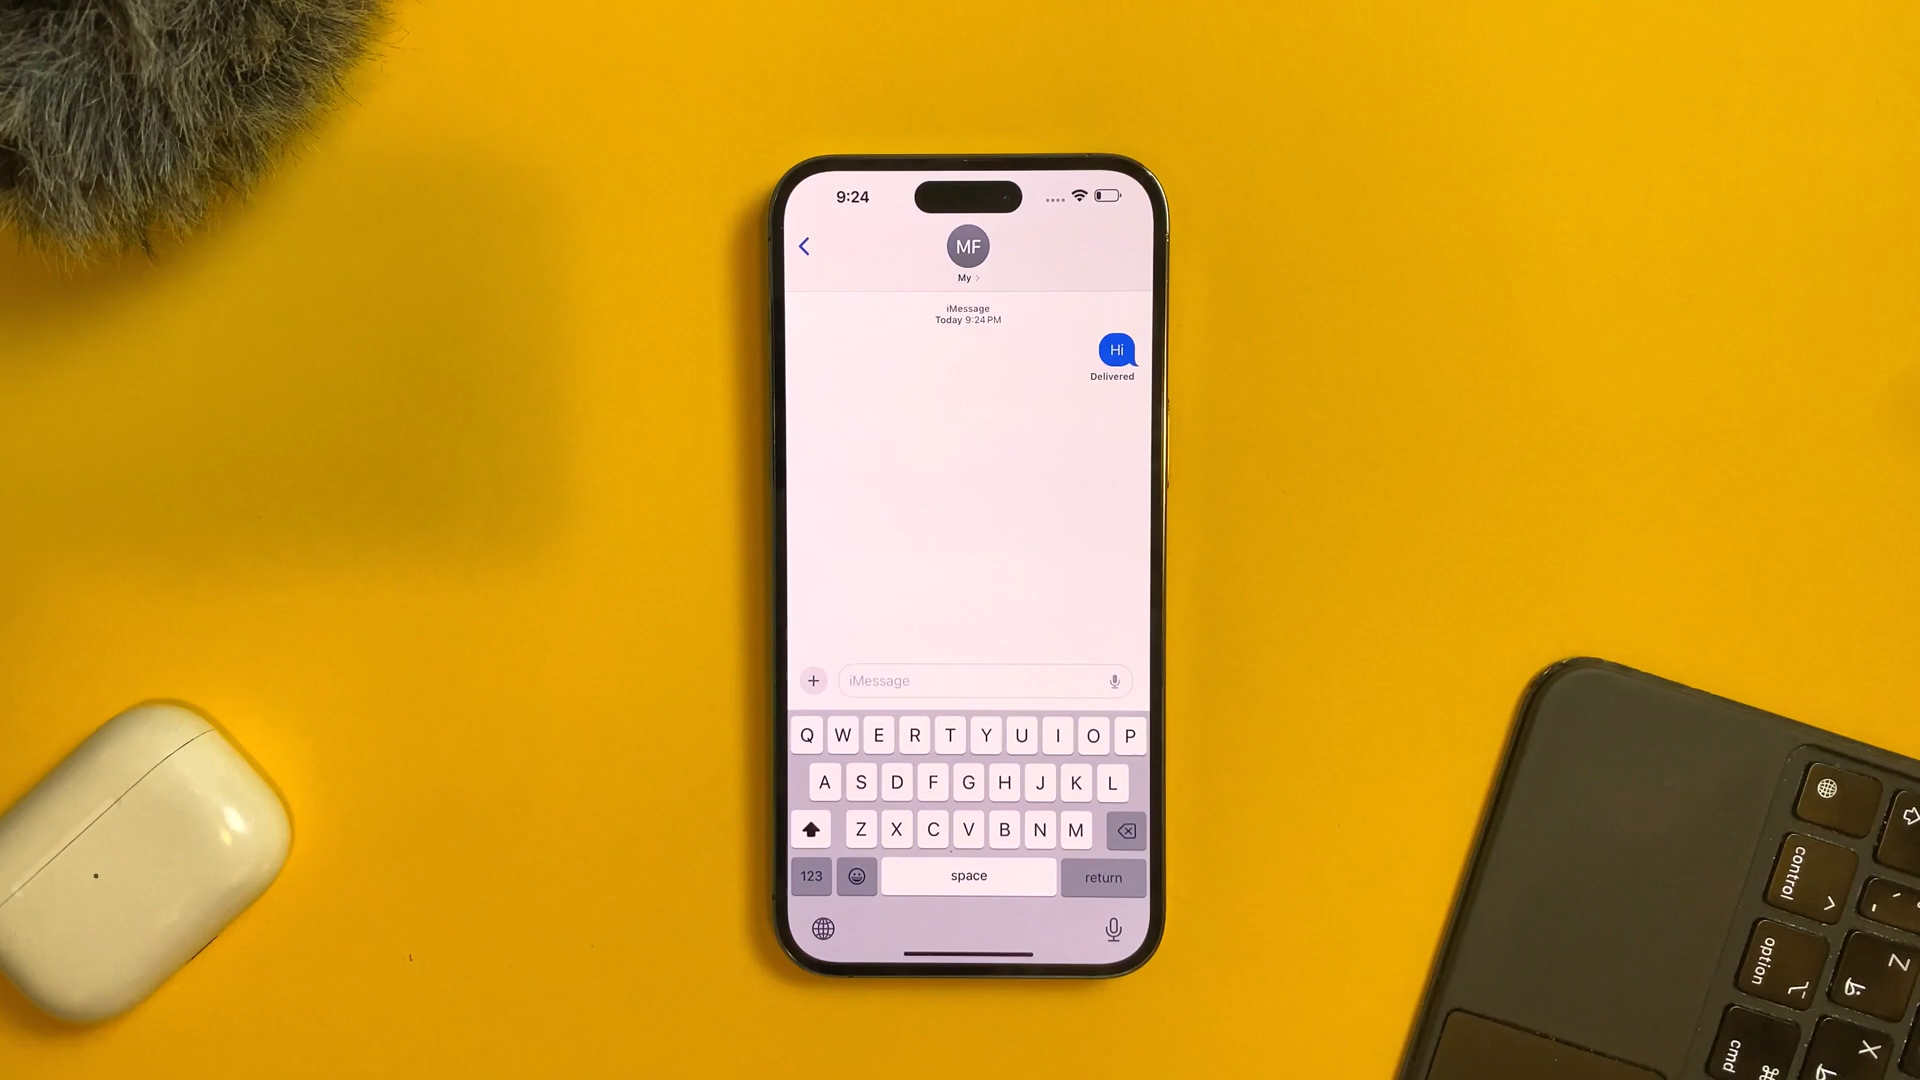 9:24
MF
My
iMessage
Today 9:24 PM
Hi
Delivered
iMessage
Q W E R T Y U I O P
A S D F G H J K L
Z X C V B N M
123 space return
control
option
Z
cmd
X